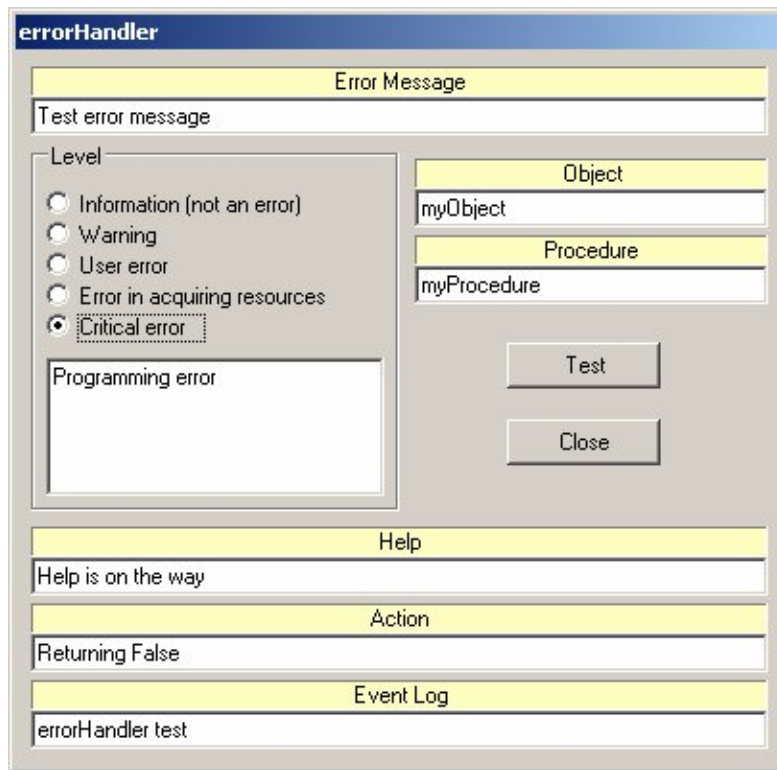 errorHandler
Error Message
Test error message
Level
Information (not an error)
Warning
User error
Error in acquiring resources
Critical error
Programming error
Object
myObject
Procedure
myProcedure
Test
Close
Help
Help is on the way
Action
Returning False
Event Log
errorHandler test